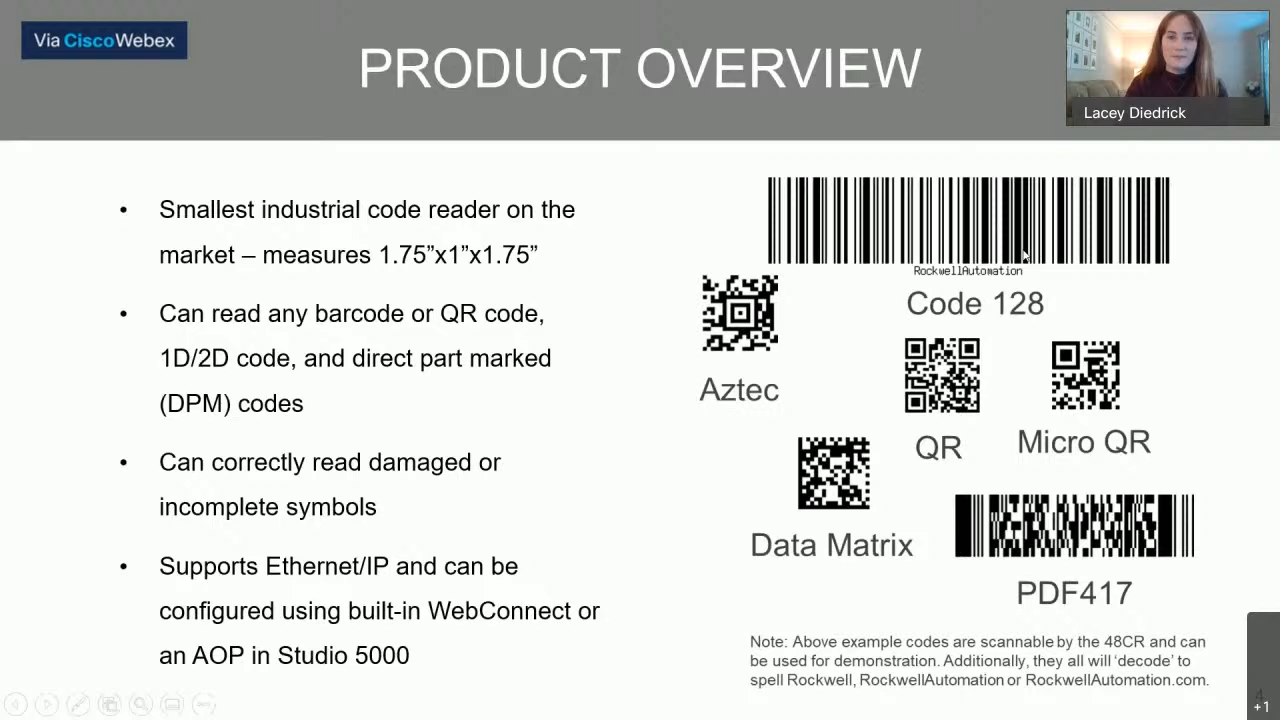 Via CiscoWebex
PRODUCT OVERVIEW
Lacey Diedrick
• Smallest industrial code reader on the
market – measures 1.75”x1”x1.75”
• Can read any barcode or QR code,
1D/2D code, and direct part marked
(DPM) codes
• Can correctly read damaged or
incomplete symbols
• Supports Ethernet/IP and can be
configured using built-in WebConnect or
an AOP in Studio 5000
RockwellAutomation
Code 128
Aztec
QR
Micro QR
Data Matrix
PDF417
Note: Above example codes are scannable by the 48CR and can
be used for demonstration. Additionally, they all will ‘decode’ to
spell Rockwell, RockwellAutomation or RockwellAutomation.com.
4
+1